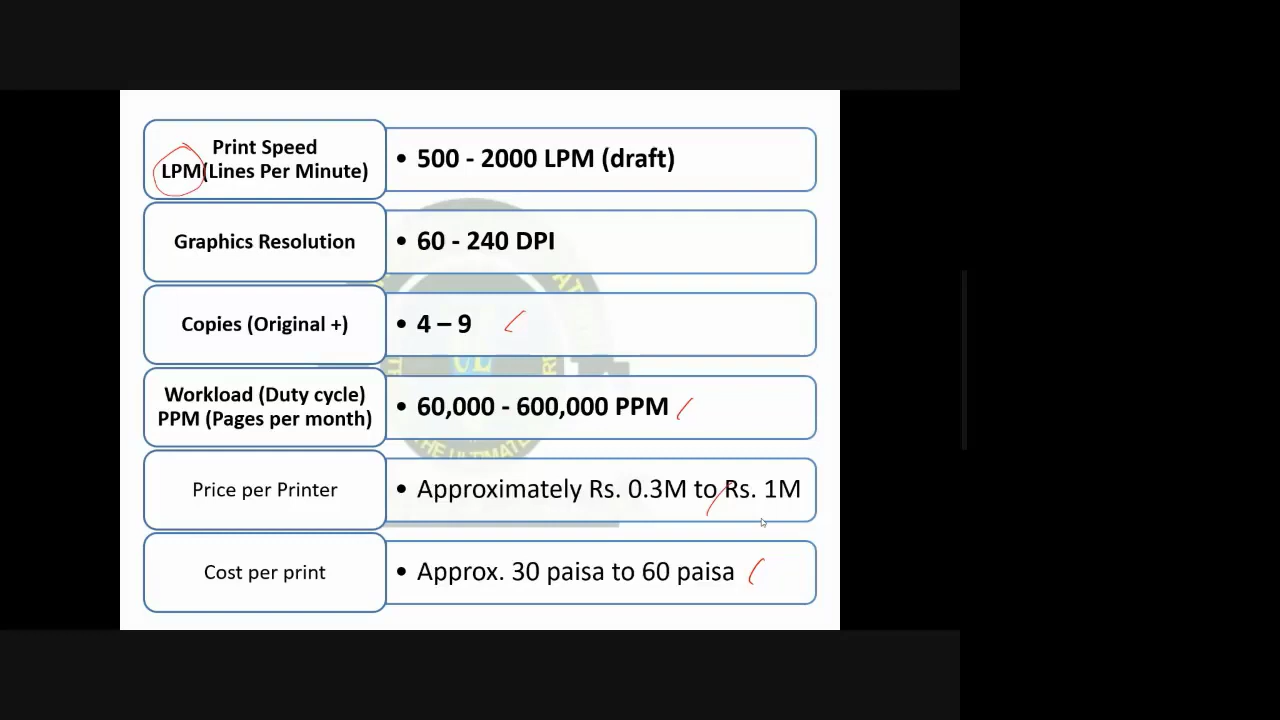 Print Speed
LPM(Lines Per Minute)
• 500 - 2000 LPM (draft)
Graphics Resolution
• 60 - 240 DPI
Copies (Original +)
• 4 – 9
Workload (Duty cycle)
PPM (Pages per month)
• 60,000 - 600,000 PPM
Price per Printer
• Approximately Rs. 0.3M to Rs. 1M
Cost per print
• Approx. 30 paisa to 60 paisa
THE ULTIMATE